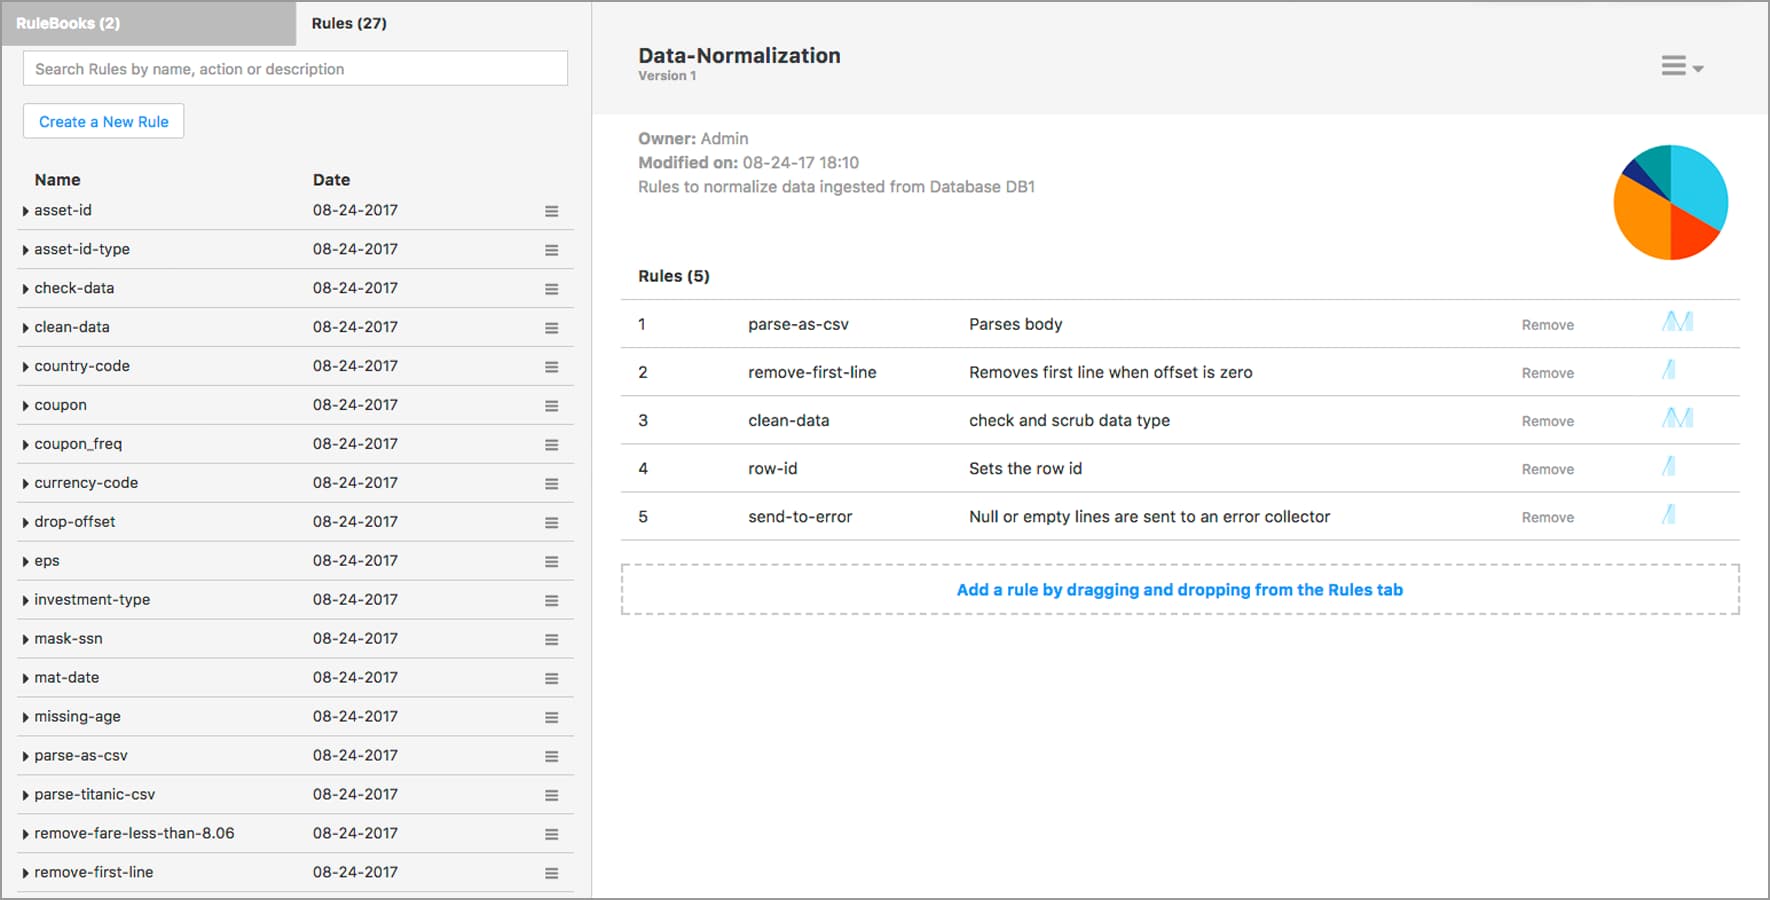 RuleBooks (2)
Rules (27)
Search Rules by name, action or description
Create a New Rule
Name Date
asset-id 08-24-2017
asset-id-type 08-24-2017
check-data 08-24-2017
clean-data 08-24-2017
country-code 08-24-2017
coupon 08-24-2017
coupon_freq 08-24-2017
currency-code 08-24-2017
drop-offset 08-24-2017
eps 08-24-2017
investment-type 08-24-2017
mask-ssn 08-24-2017
mat-date 08-24-2017
missing-age 08-24-2017
parse-as-csv 08-24-2017
parse-titanic-csv 08-24-2017
remove-fare-less-than-8.06 08-24-2017
remove-first-line 08-24-2017
Data-Normalization
Version 1
Owner: Admin
Modified on: 08-24-17 18:10
Rules to normalize data ingested from Database DB1
Rules (5)
1 parse-as-csv Parses body Remove
2 remove-first-line Removes first line when offset is zero Remove
3 clean-data check and scrub data type Remove
4 row-id Sets the row id Remove
5 send-to-error Null or empty lines are sent to an error collector Remove
Add a rule by dragging and dropping from the Rules tab